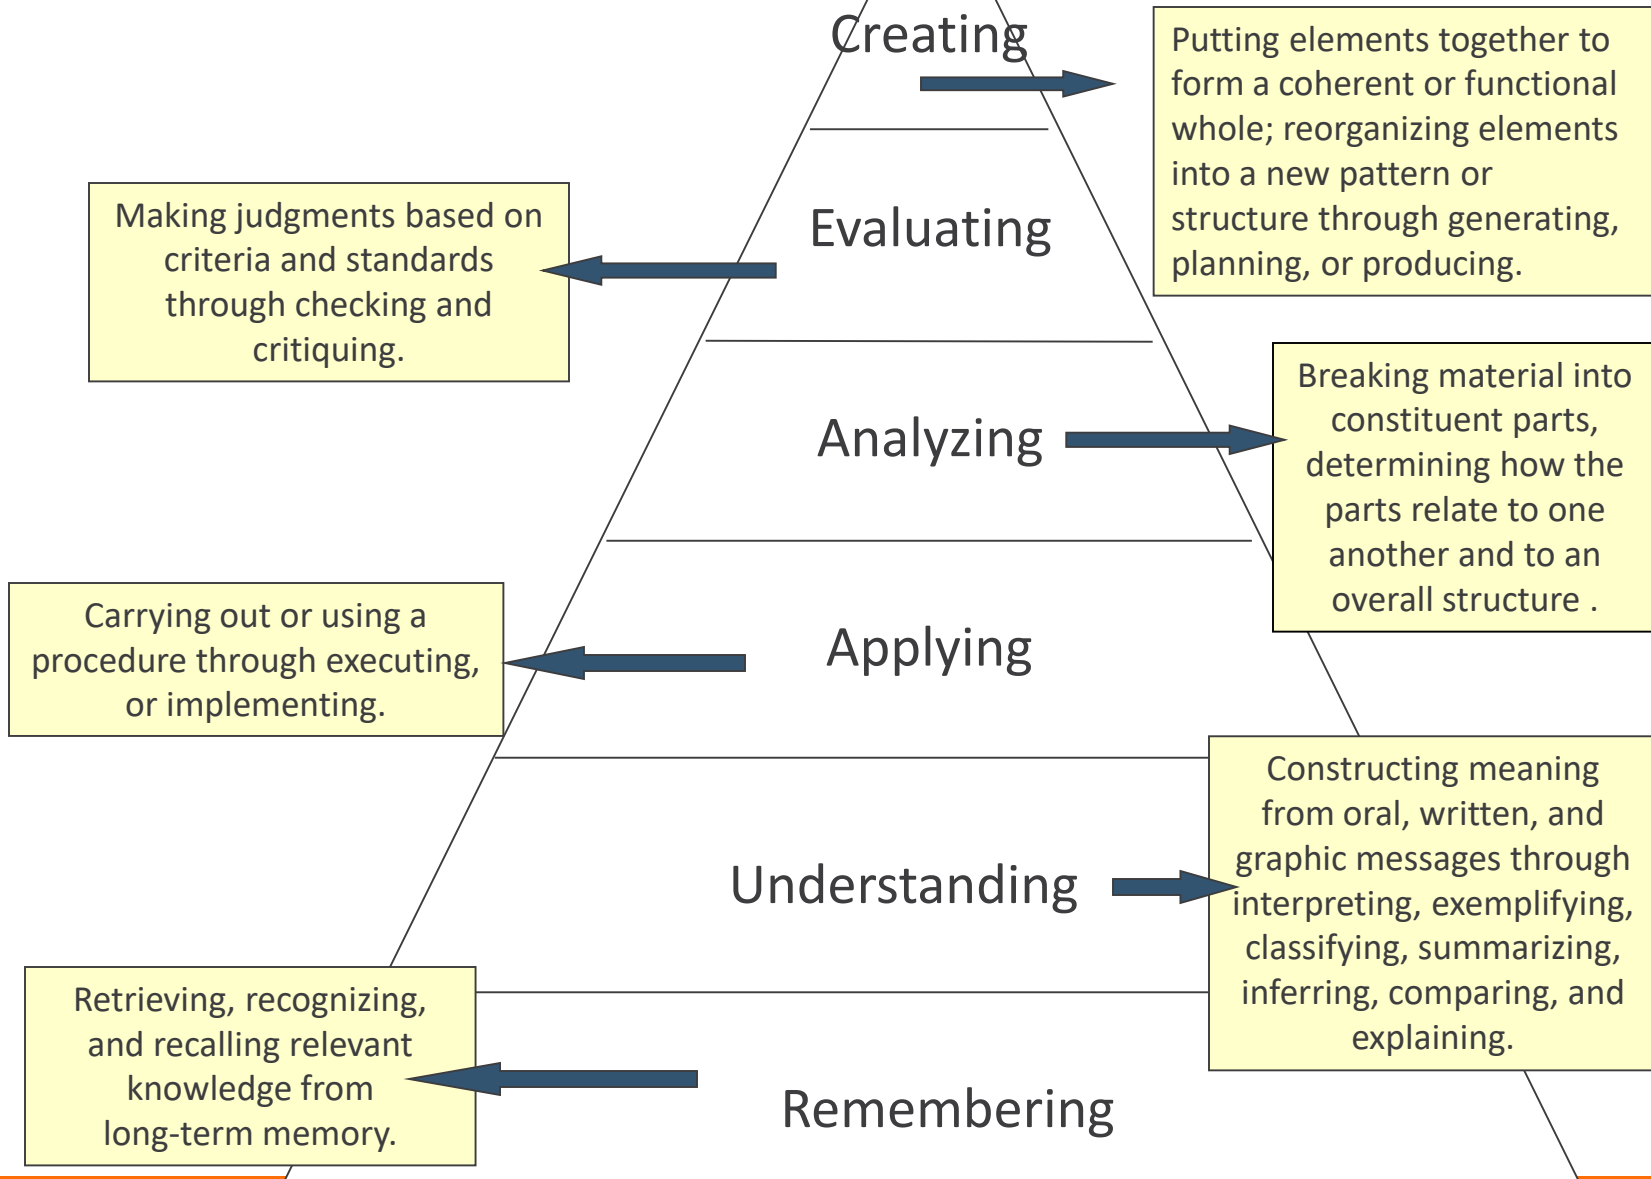 Creating
Putting elements together to
form a coherent or functional
whole; reorganizing elements
into a new pattern or
structure through generating,
planning, or producing.
Making judgments based on
criteria and standards
through checking and
critiquing.
Evaluating
Analyzing
Breaking material into
constituent parts,
determining how the
parts relate to one
another and to an
overall structure .
Carrying out or using a
procedure through executing,
or implementing.
Applying
Understanding
Constructing meaning
from oral, written, and
graphic messages through
interpreting, exemplifying,
classifying, summarizing,
inferring, comparing, and
explaining.
Retrieving, recognizing,
and recalling relevant
knowledge from
long-term memory.
Remembering